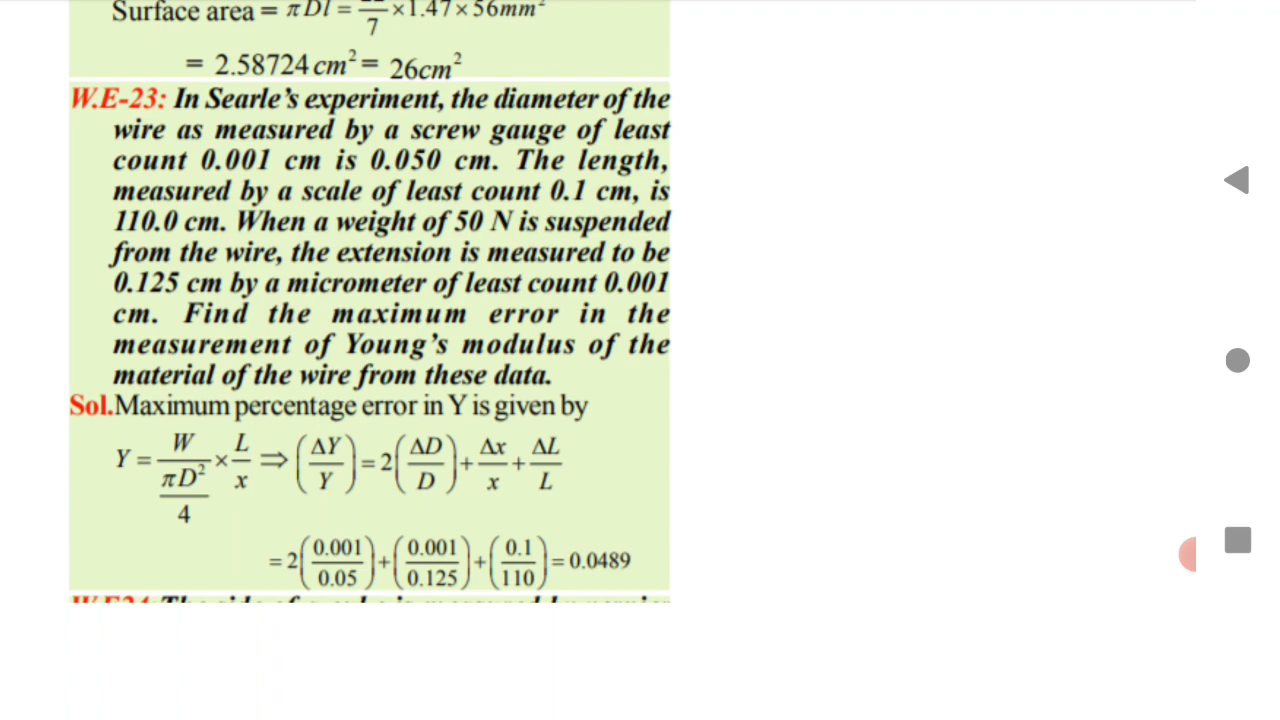 Surface area = πDl = —/7 ×1.47×56mm²
= 2.58724 cm² = 26cm²
W.E-23: In Searle's experiment, the diameter of the
wire as measured by a screw gauge of least
count 0.001 cm is 0.050 cm. The length,
measured by a scale of least count 0.1 cm, is
110.0 cm. When a weight of 50 N is suspended
from the wire, the extension is measured to be
0.125 cm by a micrometer of least count 0.001
cm. Find the maximum error in the
measurement of Young's modulus of the
material of the wire from these data.
Sol.Maximum percentage error in Y is given by
Y = W/(πD²/4) × L/x ⇒ (ΔY/Y) = 2(ΔD/D) + Δx/x + ΔL/L
= 2(0.001/0.05) + (0.001/0.125) + (0.1/110) = 0.0489